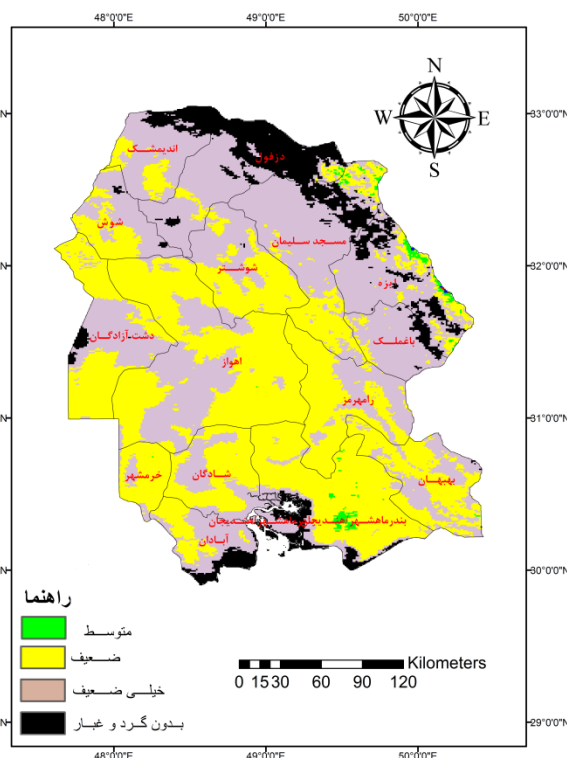 48°0'0"E 49°0'0"E 50°0'0"E
N
W E
S
33°0'0"N
32°0'0"N
31°0'0"N
30°0'0"N
29°0'0"N
اندیمشک
دزفول
شوش
مسجد سلیمان
شوشتر
ایزه
دشت-آزادگان
باغملک
اهواز
رامهرمز
بهبهان
خرمشهر
شادگان
بندرماهشهر
آبادان
راهنما
متوسط
ضعیف
خیلی ضعیف
بدون گرد و غبار
Kilometers
0 15 30 60 90 120
48°0'0"E 49°0'0"E 50°0'0"E